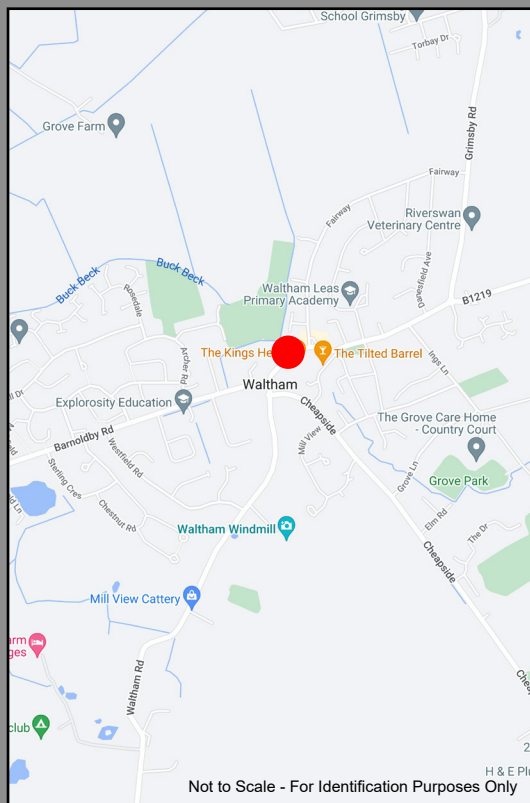 School Grimsby
Torbay Dr
Grimsby Rd
Grove Farm
Fairway
Fairway
Riverswan
Veterinary Centre
Danesfield Ave
Buck Beck
Buck Beck
Rosedale
Waltham Leas
Primary Academy
B1219
The Kings He
The Tilted Barrel
Ings Ln
Archer Rd
Waltham
Explorosity Education
Cheapside
Barnoldby Rd
Mill View
The Grove Care Home
- Country Court
Westfield Rd
Sterling Cres
Grove Ln
Grove Park
Chestnut Rd
Elm Rd
The Dr
Waltham Windmill
Cheapside
Mill View Cattery
Waltham Rd
club
H & E Plu
Not to Scale - For Identification Purposes Only